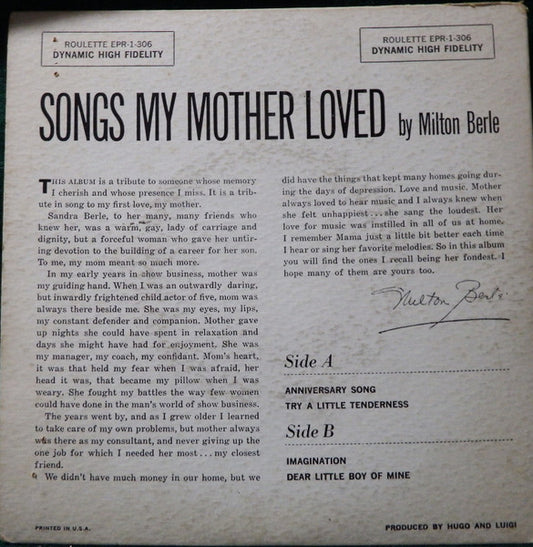 ROULETTE EPR-1-306
DYNAMIC HIGH FIDELITY
ROULETTE EPR-1-306
DYNAMIC HIGH FIDELITY
SONGS MY MOTHER LOVED by Milton Berle
THIS ALBUM is a tribute to someone whose memory
I cherish and whose presence I miss. It is a trib-
ute in song to my first love, my mother.
Sandra Berle, to her many, many friends who
knew her, was a warm, gay, lady of carriage and
dignity, but a forceful woman who gave her untir-
ing devotion to the building of a career for her son.
To me, my mom meant so much more.
In my early years in show business, mother was
my guiding hand. When I was an outwardly daring,
but inwardly frightened child actor of five, mom was
always there beside me. She was my eyes, my lips,
my constant defender and companion. Mother gave
up nights she could have spent in relaxation and
days she might have had for enjoyment. She was
my manager, my coach, my confidant. Mom's heart,
it was that held my fear when I was afraid, her
head it was, that became my pillow when I was
weary. She fought my battles the way few women
could have done in the man's world of show business.
The years went by, and as I grew older I learned
to take care of my own problems, but mother always
was there as my consultant, and never giving up the
one job for which I needed her most...my closest
friend.
We didn't have much money in our home, but we
did have the things that kept many homes going dur-
ing the days of depression. Love and music. Mother
always loved to hear music and I always knew when
she felt unhappiest...she sang the loudest. Her
love for music was instilled in all of us at home.
I remember Mama just a little bit better each time
I hear or sing her favorite melodies. So in this album
you will find the ones I recall being her fondest. I
hope many of them are yours too.
Milton Berle
Side A
ANNIVERSARY SONG
TRY A LITTLE TENDERNESS
Side B
IMAGINATION
DEAR LITTLE BOY OF MINE
PRINTED IN U.S.A.
PRODUCED BY HUGO AND LUIGI